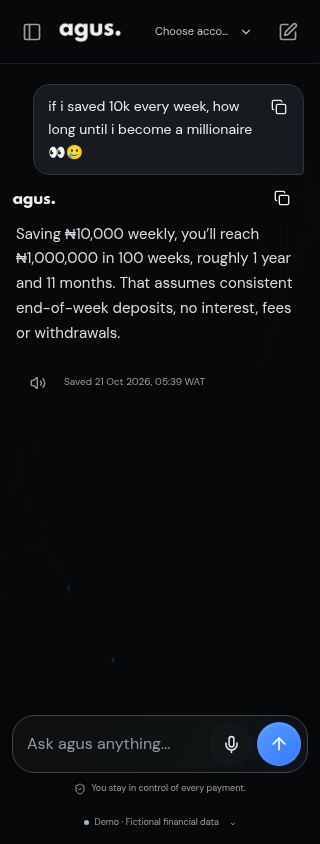 agus.
Choose acco...
if i saved 10k every week, how
long until i become a millionaire
👀🥲
agus.
Saving ₦10,000 weekly, you’ll reach
₦1,000,000 in 100 weeks, roughly 1 year
and 11 months. That assumes consistent
end-of-week deposits, no interest, fees
or withdrawals.
Saved 21 Oct 2026, 05:39 WAT
Ask agus anything...
You stay in control of every payment.
Demo · Fictional financial data